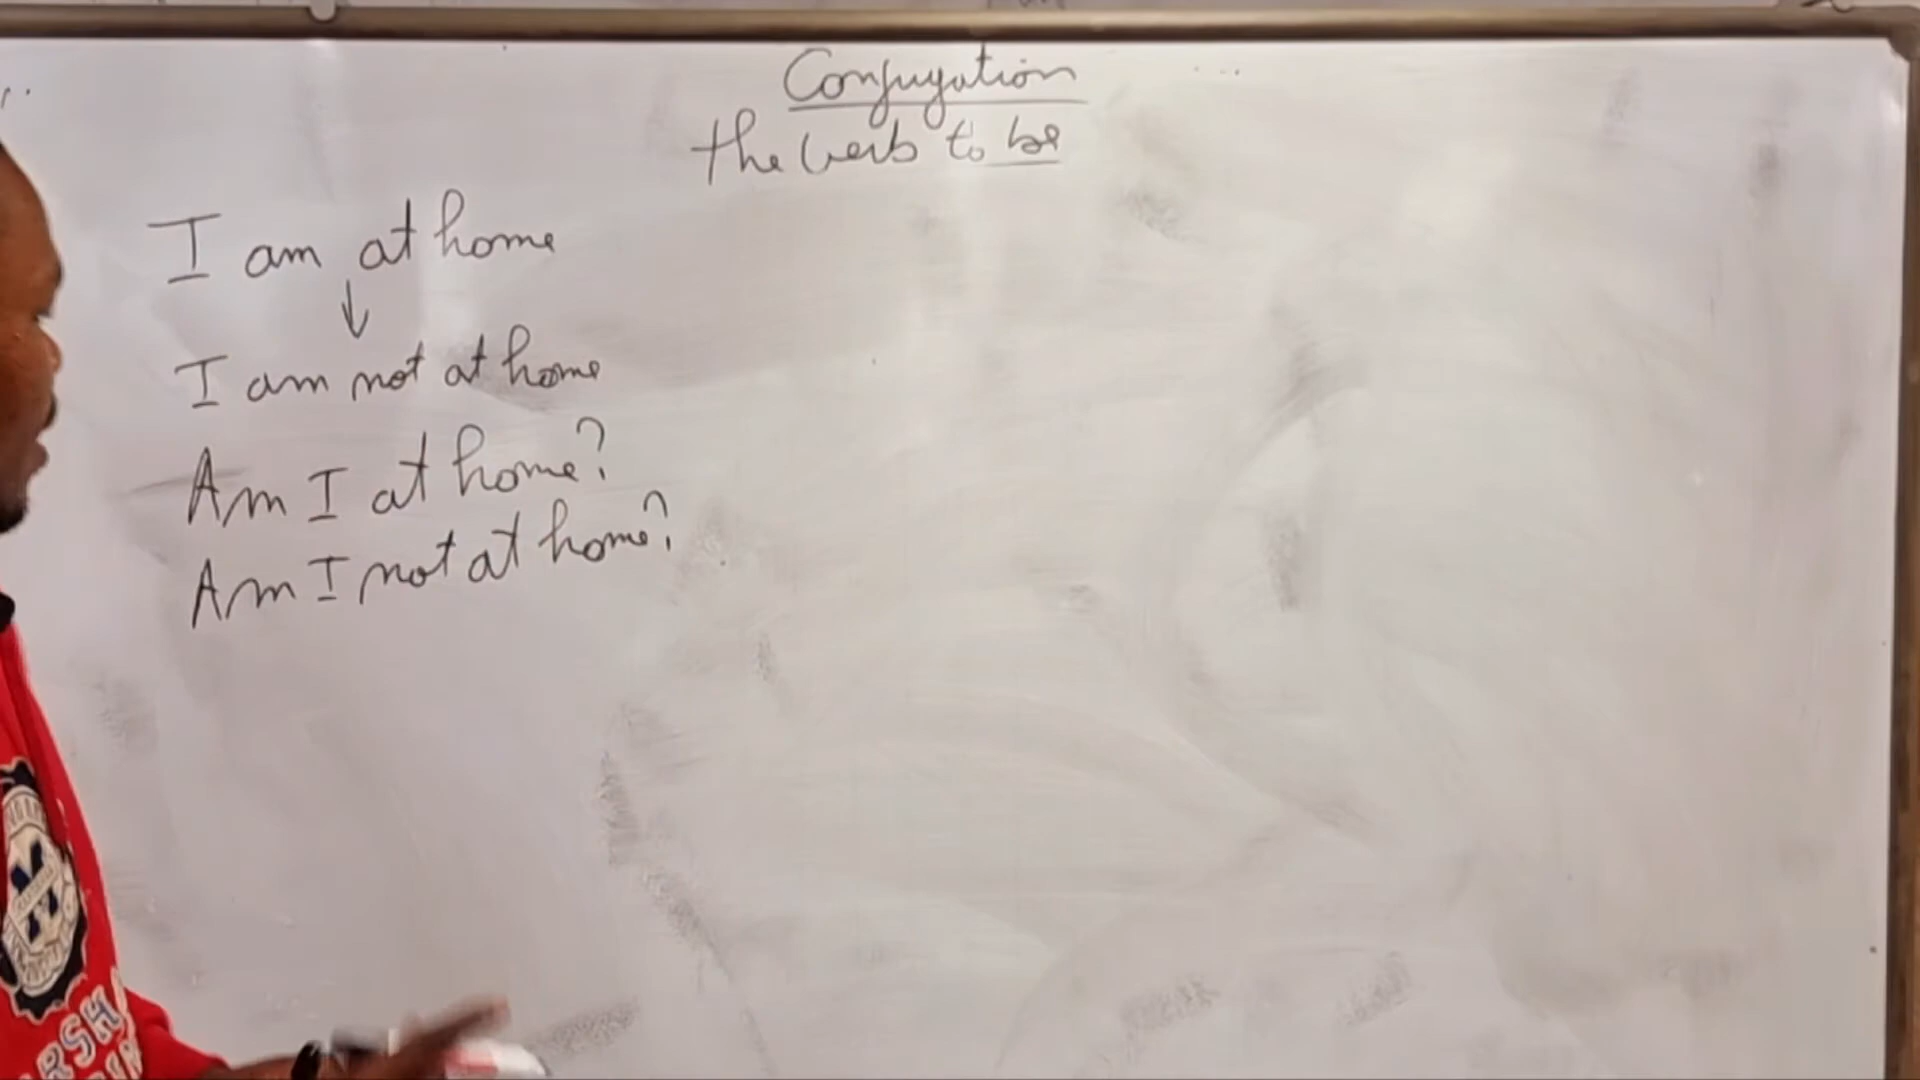 Conjugation
the verb to be
I am at home
↓
I am not at home
Am I at home?
Am I not at home?